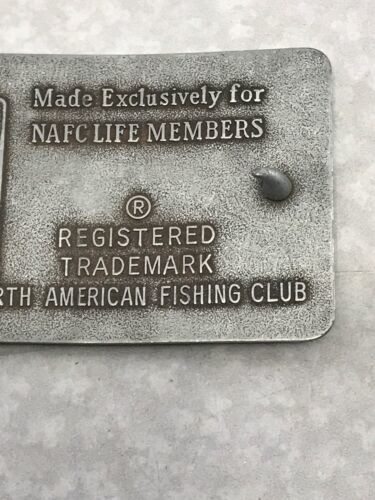 Made Exclusively for
NAFC LIFE MEMBERS
®
REGISTERED
TRADEMARK
RTH AMERICAN FISHING CLUB